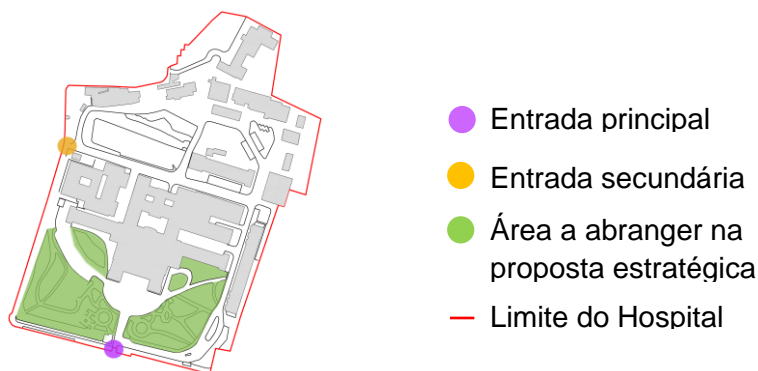 Entrada principal
Entrada secundária
Área a abranger na
proposta estratégica
Limite do Hospital